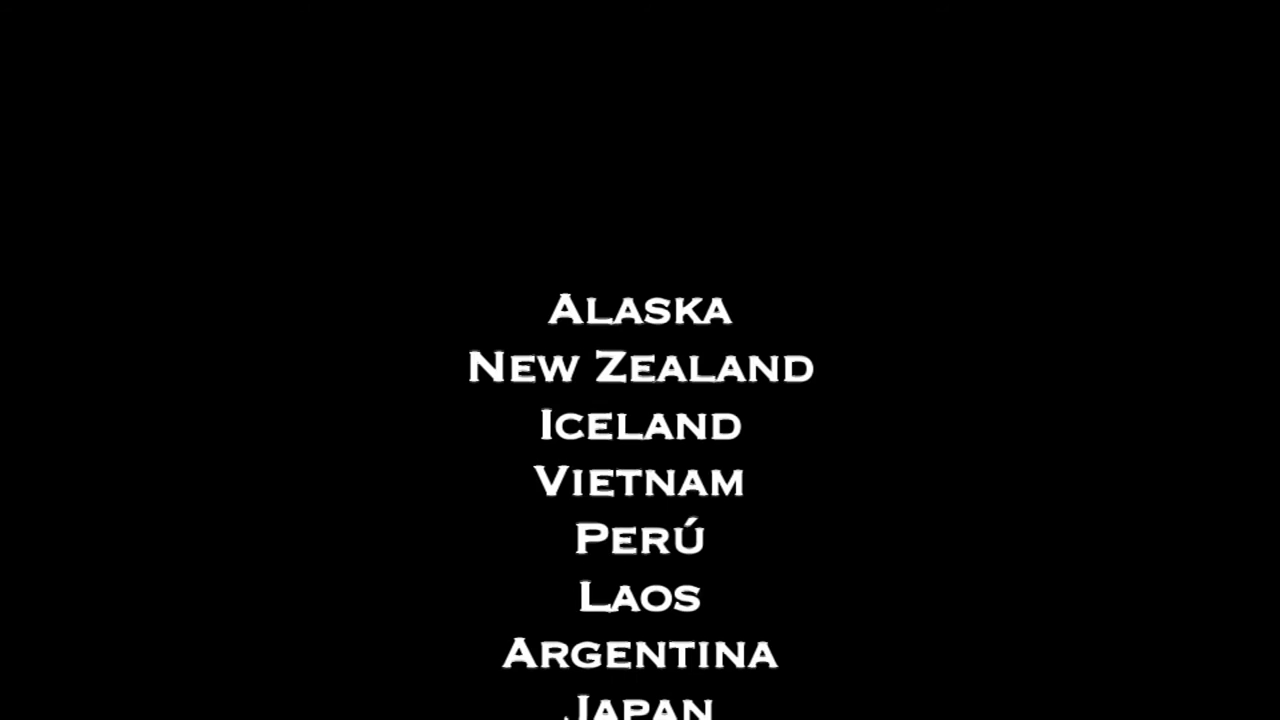 Alaska
New Zealand
Iceland
Vietnam
Perú
Laos
Argentina
Japan